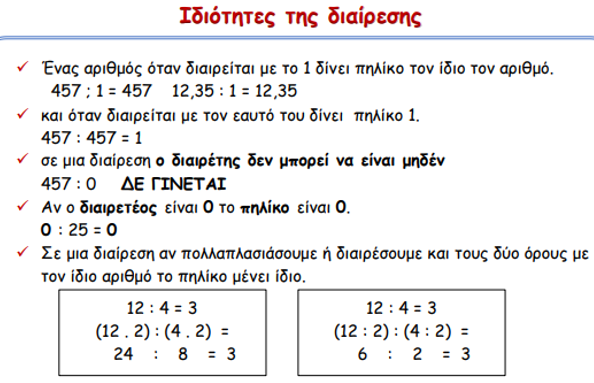 Ιδιότητες της διαίρεσης
✓ Ένας αριθμός όταν διαιρείται με το 1 δίνει πηλίκο τον ίδιο τον αριθμό.
457 ; 1 = 457 12,35 : 1 = 12,35
✓ και όταν διαιρείται με τον εαυτό του δίνει πηλίκο 1.
457 : 457 = 1
✓ σε μια διαίρεση ο διαιρέτης δεν μπορεί να είναι μηδέν
457 : 0 ΔΕ ΓΙΝΕΤΑΙ
✓ Αν ο διαιρετέος είναι 0 το πηλίκο είναι 0.
0 : 25 = 0
✓ Σε μια διαίρεση αν πολλαπλασιάσουμε ή διαιρέσουμε και τους δύο όρους με
τον ίδιο αριθμό το πηλίκο μένει ίδιο.
12 : 4 = 3
(12 . 2) : (4 . 2) =
24 : 8 = 3
12 : 4 = 3
(12 : 2) : (4 : 2) =
6 : 2 = 3